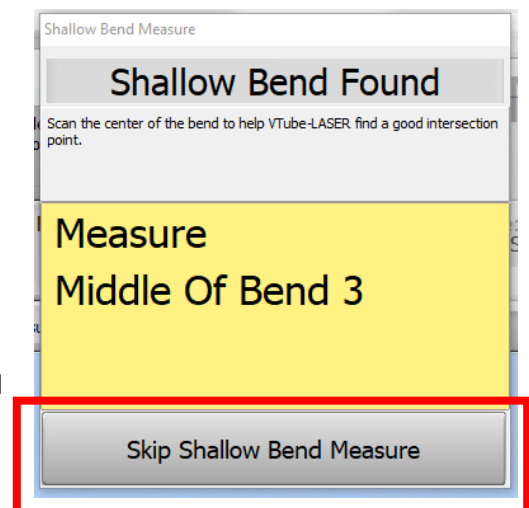 Shallow Bend Measure
Shallow Bend Found
Scan the center of the bend to help VTube-LASER find a good intersection
point.
Measure
Middle Of Bend 3
Skip Shallow Bend Measure